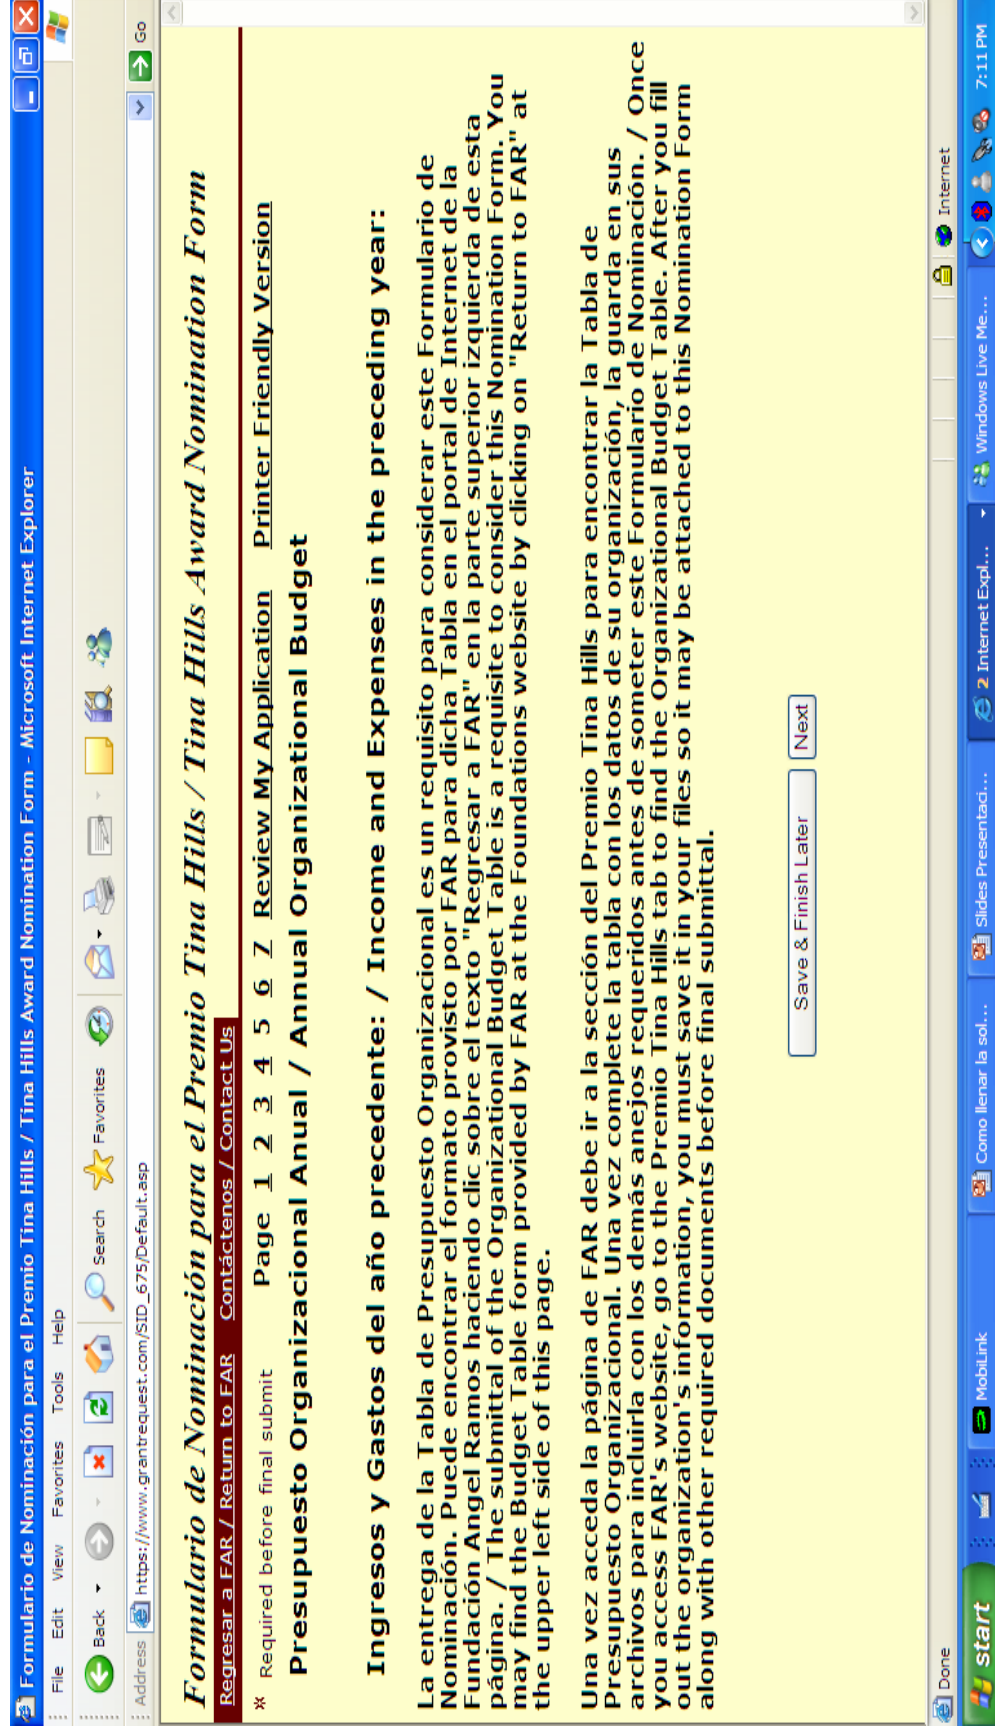 Formulario de Nominación para el Premio Tina Hills / Tina Hills Award Nomination Form - Microsoft Internet Explorer
File Edit View Favorites Tools Help
Back Search Favorites
Address https://www.grantrequest.com/SID_675/Default.asp Go
Formulario de Nominación para el Premio Tina Hills / Tina Hills Award Nomination Form
Regresar a FAR / Return to FAR Contáctenos / Contact Us
* Required before final submit Page 1 2 3 4 5 6 7 Review My Application Printer Friendly Version
Presupuesto Organizacional Anual / Annual Organizational Budget
Ingresos y Gastos del año precedente: / Income and Expenses in the preceding year:
La entrega de la Tabla de Presupuesto Organizacional es un requisito para considerar este Formulario de
Nominación. Puede encontrar el formato provisto por FAR para dicha Tabla en el portal de Internet de la
Fundación Angel Ramos haciendo clic sobre el texto "Regresar a FAR" en la parte superior izquierda de esta
página. / The submittal of the Organizational Budget Table is a requisite to consider this Nomination Form. You
may find the Budget Table form provided by FAR at the Foundations website by clicking on "Return to FAR" at
the upper left side of this page.
Una vez acceda la página de FAR debe ir a la sección del Premio Tina Hills para encontrar la Tabla de
Presupuesto Organizacional. Una vez complete la tabla con los datos de su organización, la guarda en sus
archivos para incluirla con los demás anejos requeridos antes de someter este Formulario de Nominación. / Once
you access FAR's website, go to the Premio Tina Hills tab to find the Organizational Budget Table. After you fill
out the organization's information, you must save it in your files so it may be attached to this Nomination Form
along with other required documents before final submittal.
Save & Finish Later Next
Done Internet
start MobiLink Como llenar la sol... Slides Presentaci... 2 Internet Expl... Windows Live Me... 7:11 PM